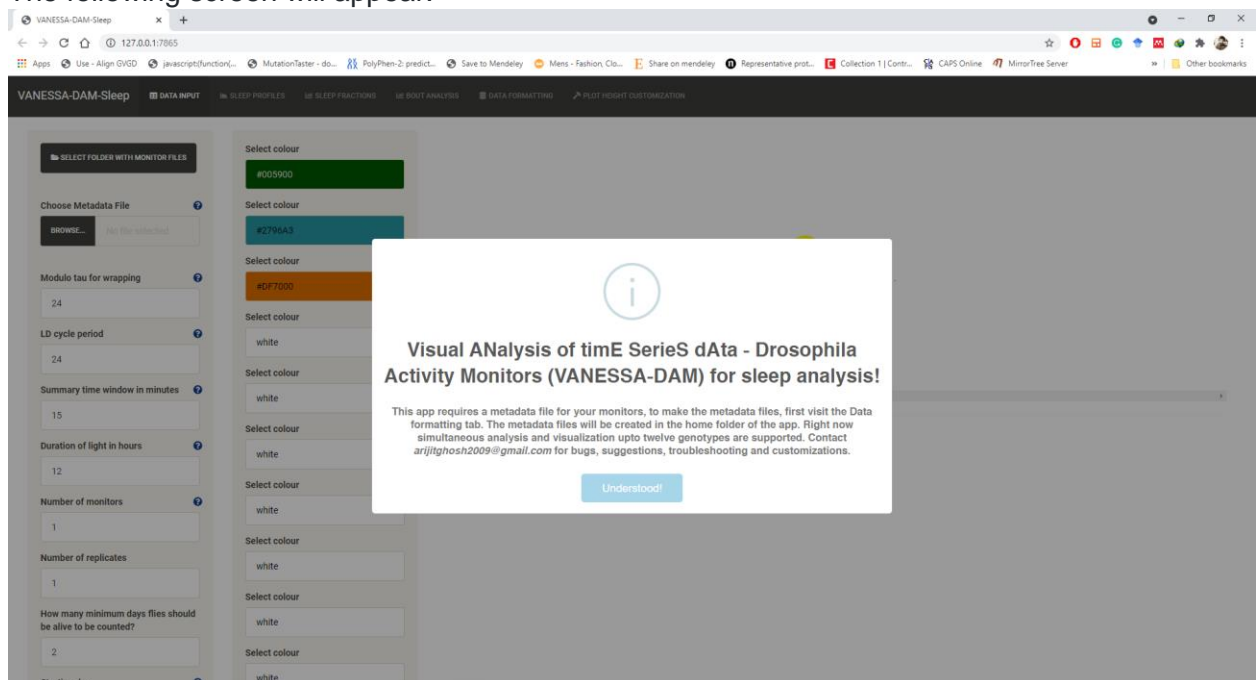 The following screen will appear.
VANESSA-DAM-Sleep
127.0.0.1:7865
Apps Use - Align GVGD javascript:(function(... MutationTaster - do... PolyPhen-2: predict... Save to Mendeley Mens - Fashion, Clo... Share on mendeley Representative prot... Collection 1 | Contr... CAPS Online MirrorTree Server » Other bookmarks
VANESSA-DAM-Sleep DATA INPUT SLEEP PROFILES SLEEP FRACTIONS BOUT ANALYSIS DATA FORMATTING PLOT HEIGHT CUSTOMIZATION
SELECT FOLDER WITH MONITOR FILES
Choose Metadata File
BROWSE... No file selected
Modulo tau for wrapping
24
LD cycle period
24
Summary time window in minutes
15
Duration of light in hours
12
Number of monitors
1
Number of replicates
1
How many minimum days flies should
be alive to be counted?
2
Select colour
#005900
Select colour
#2796A3
Select colour
#DF7000
Select colour
white
Select colour
white
Select colour
white
Select colour
white
Select colour
white
Select colour
white
Select colour
white
Visual ANalysis of timE SerieS dAta - Drosophila
Activity Monitors (VANESSA-DAM) for sleep analysis!
This app requires a metadata file for your monitors, to make the metadata files, first visit the Data
formatting tab. The metadata files will be created in the home folder of the app. Right now
simultaneous analysis and visualization upto twelve genotypes are supported. Contact
arijitghosh2009@gmail.com for bugs, suggestions, troubleshooting and customizations.
Understood!